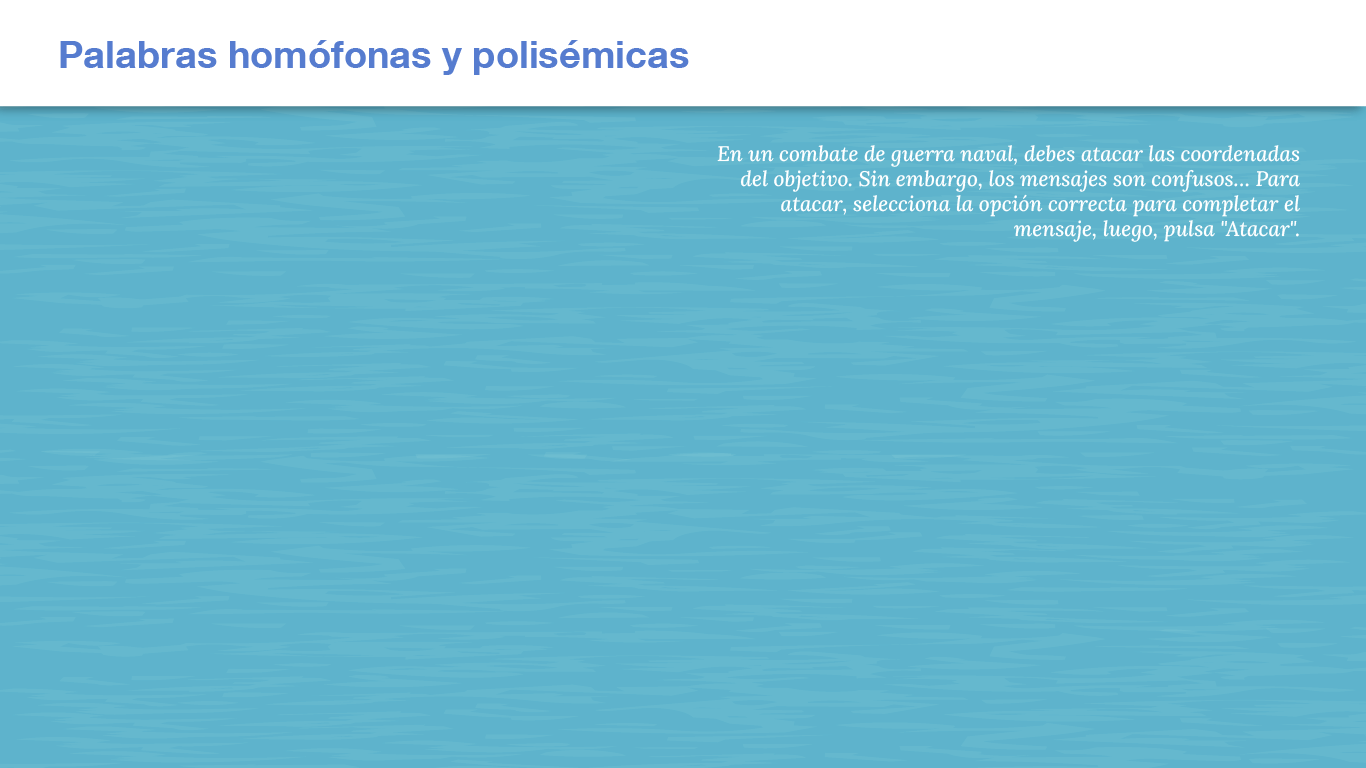 Palabras homófonas y polisémicas
En un combate de guerra naval, debes atacar las coordenadas
del objetivo. Sin embargo, los mensajes son confusos... Para
atacar, selecciona la opción correcta para completar el
mensaje, luego, pulsa "Atacar".